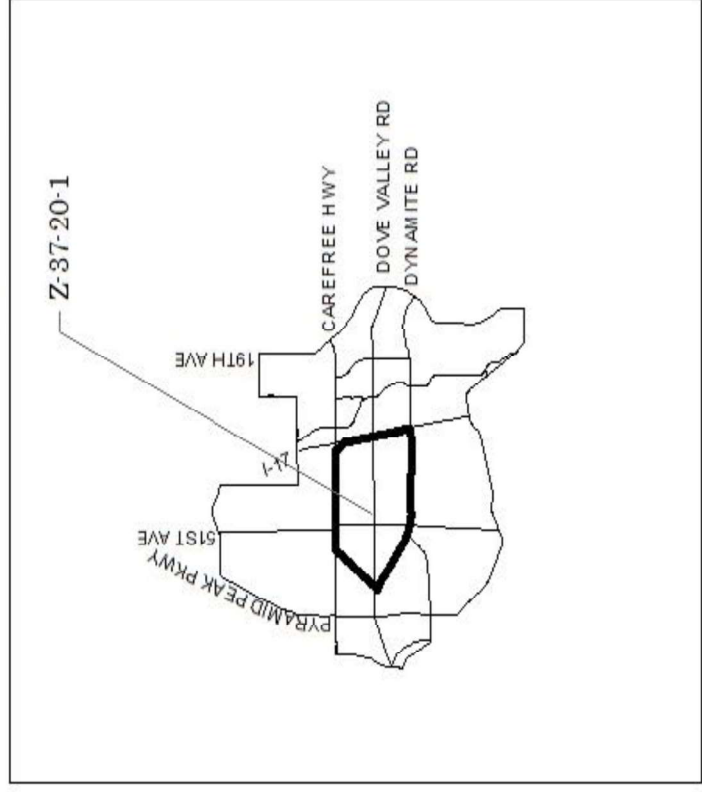 Z-37-20-1
CAREFREE HWY
DOVE VALLEY RD
DYNAMITE RD
19TH AVE
I-17
51ST AVE
PYRAMID PEAK PKWY